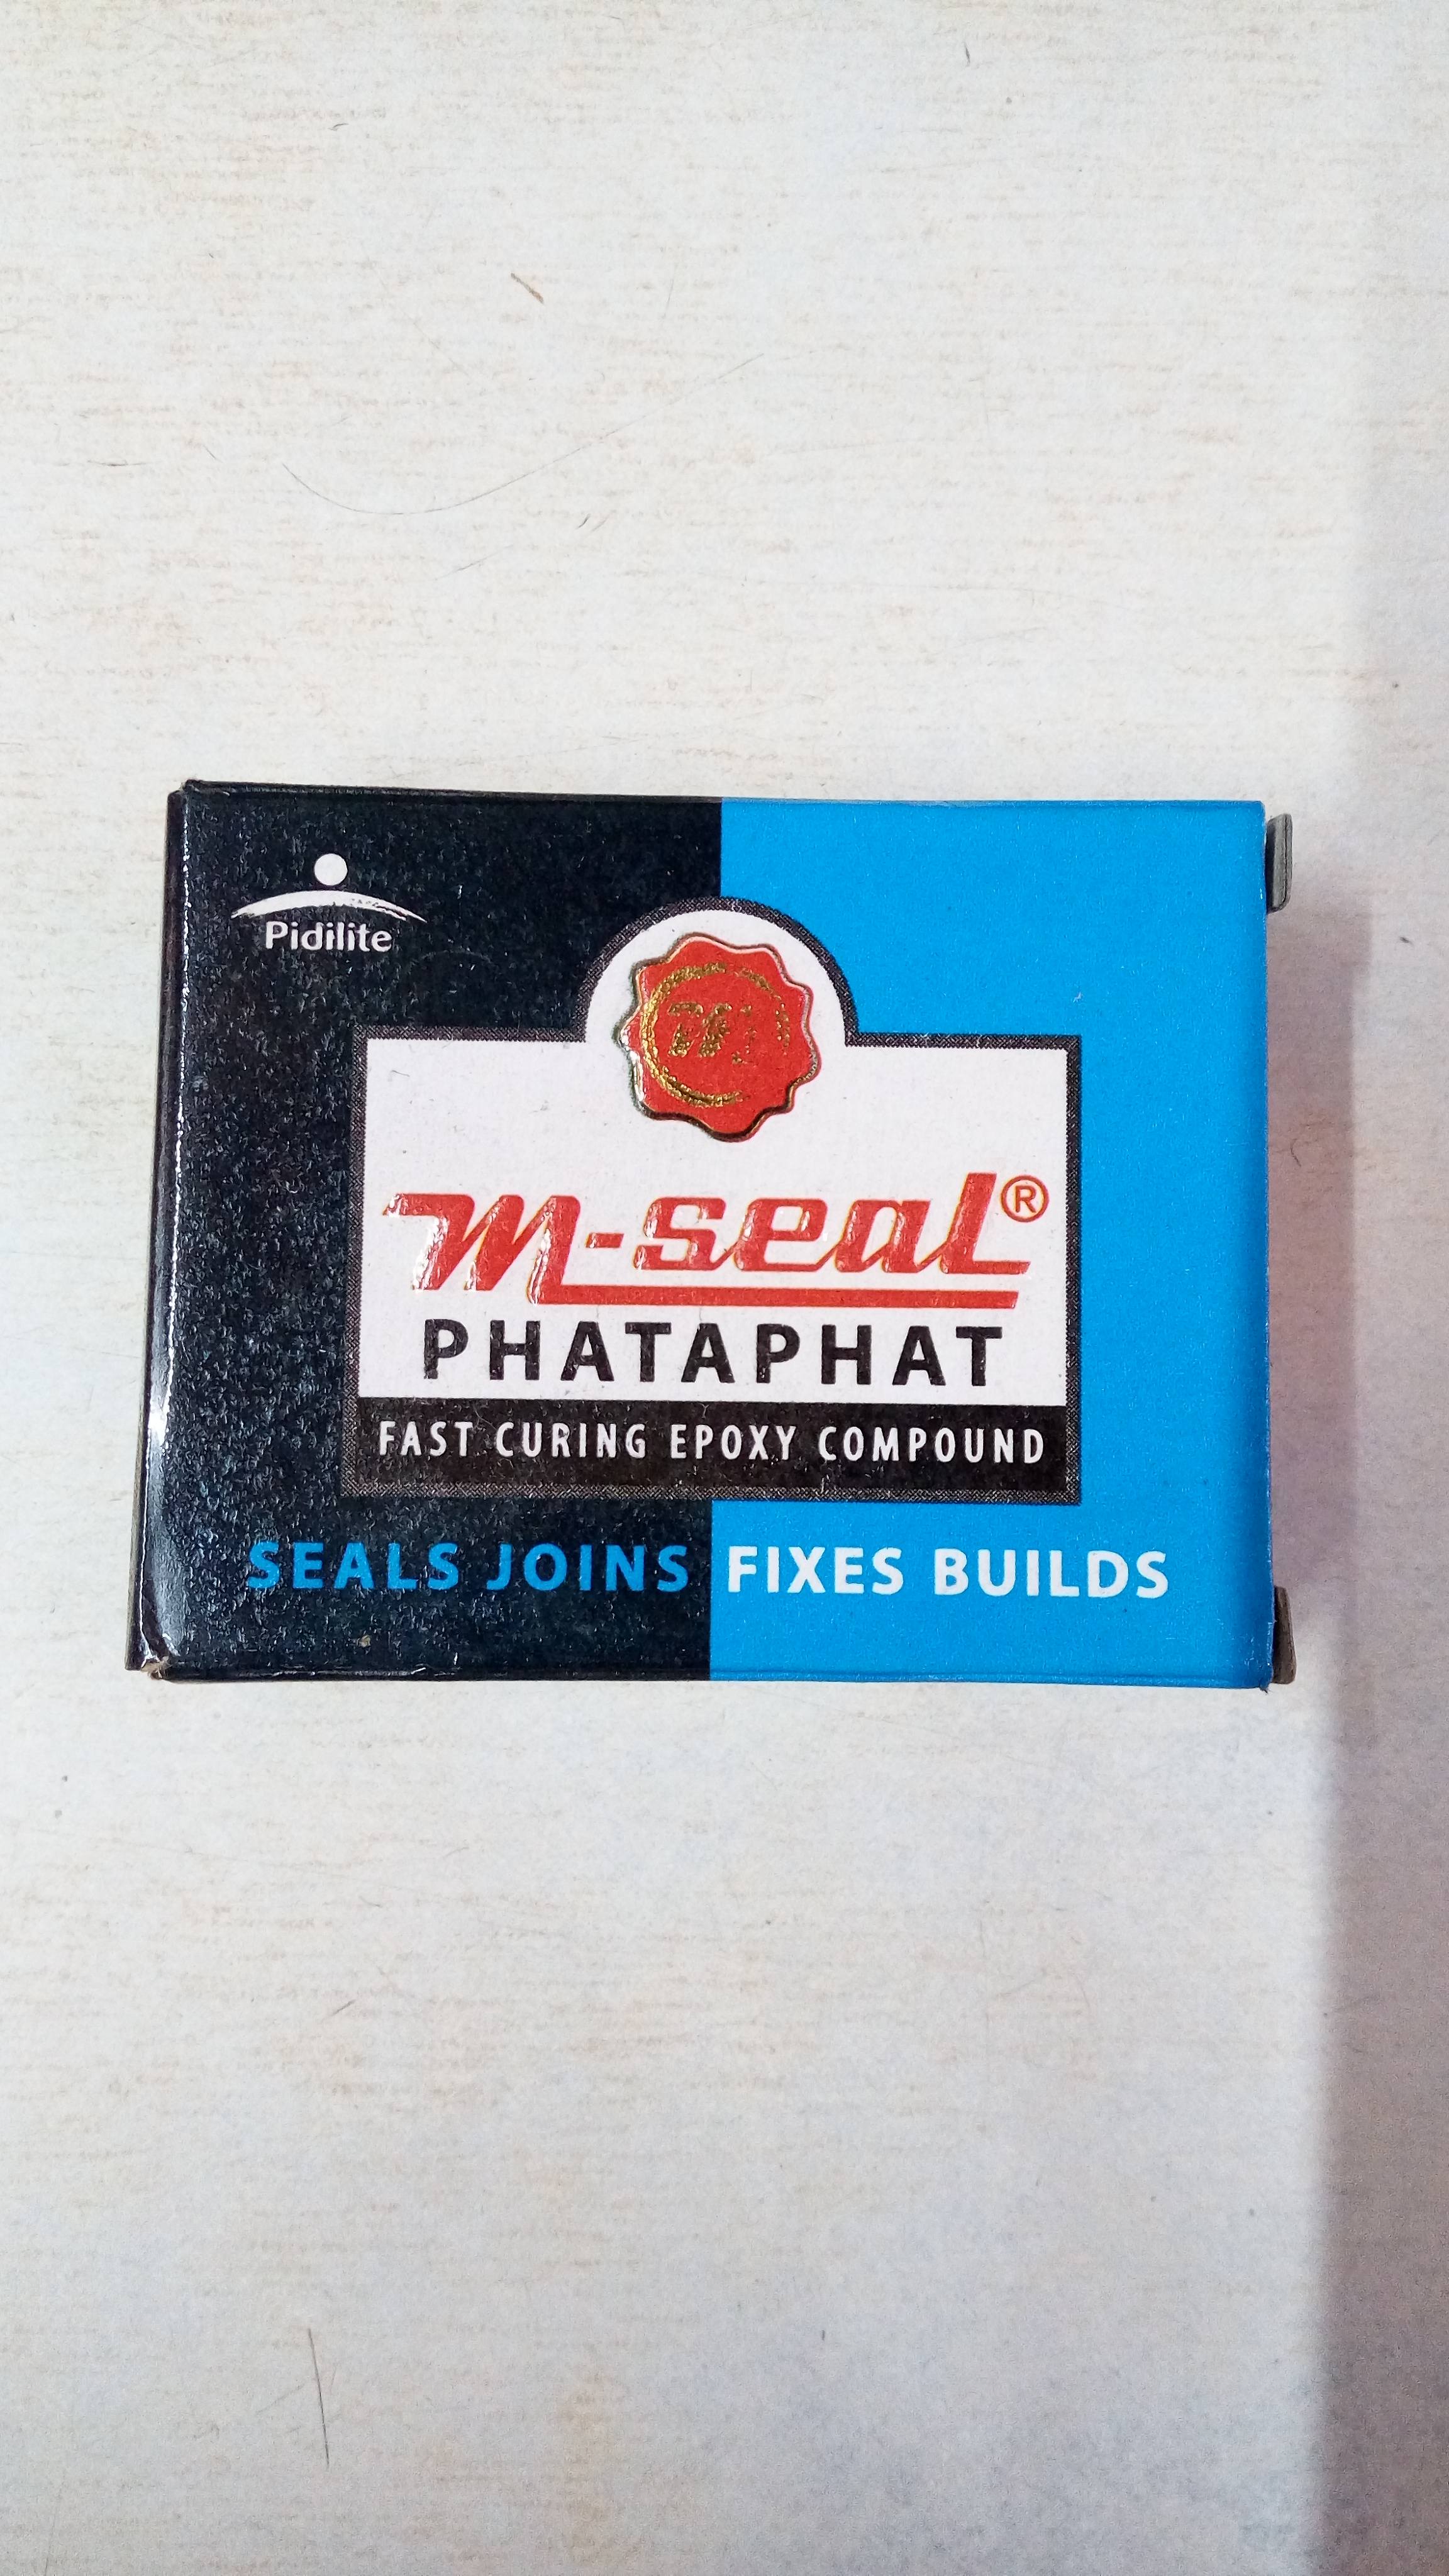 Pidilite
m-seal®
PHATAPHAT
FAST CURING EPOXY COMPOUND
SEALS JOINS FIXES BUILDS